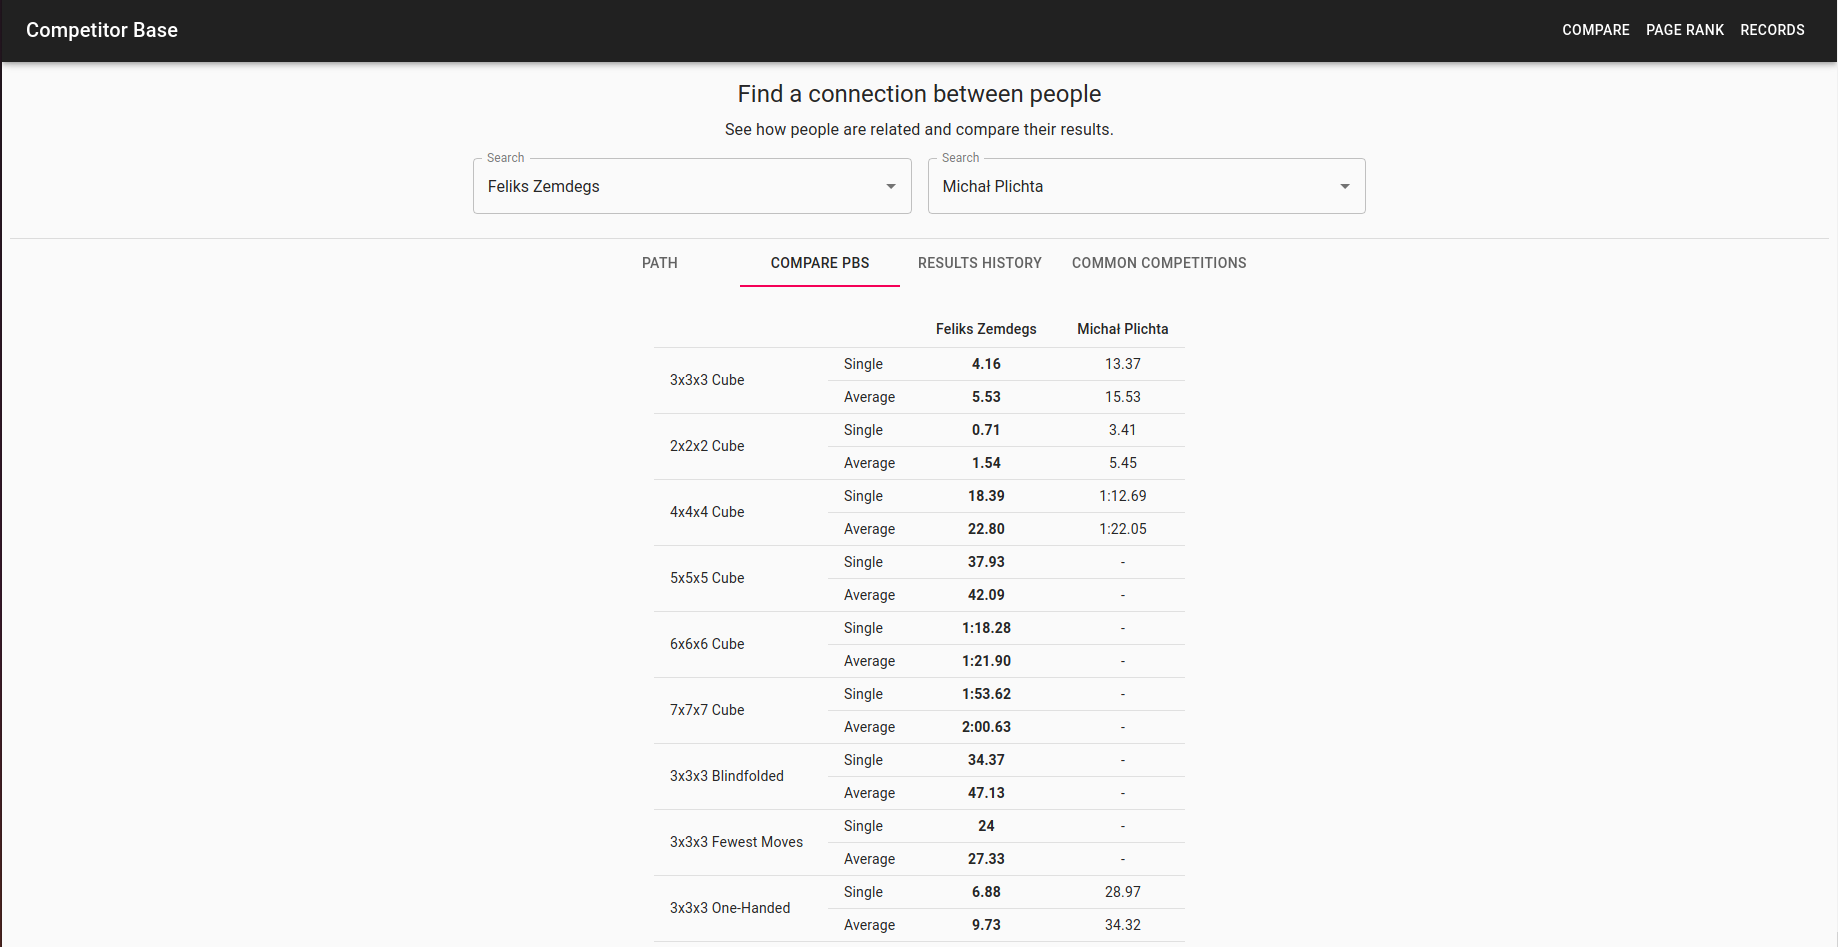 Competitor Base COMPARE PAGE RANK RECORDS
Find a connection between people
See how people are related and compare their results.
Search Search
Feliks Zemdegs Michał Plichta
PATH COMPARE PBS RESULTS HISTORY COMMON COMPETITIONS
Feliks Zemdegs Michał Plichta
3x3x3 Cube
Single 4.16 13.37
Average 5.53 15.53
2x2x2 Cube
Single 0.71 3.41
Average 1.54 5.45
4x4x4 Cube
Single 18.39 1:12.69
Average 22.80 1:22.05
5x5x5 Cube
Single 37.93 -
Average 42.09 -
6x6x6 Cube
Single 1:18.28 -
Average 1:21.90 -
7x7x7 Cube
Single 1:53.62 -
Average 2:00.63 -
3x3x3 Blindfolded
Single 34.37 -
Average 47.13 -
3x3x3 Fewest Moves
Single 24 -
Average 27.33 -
3x3x3 One-Handed
Single 6.88 28.97
Average 9.73 34.32